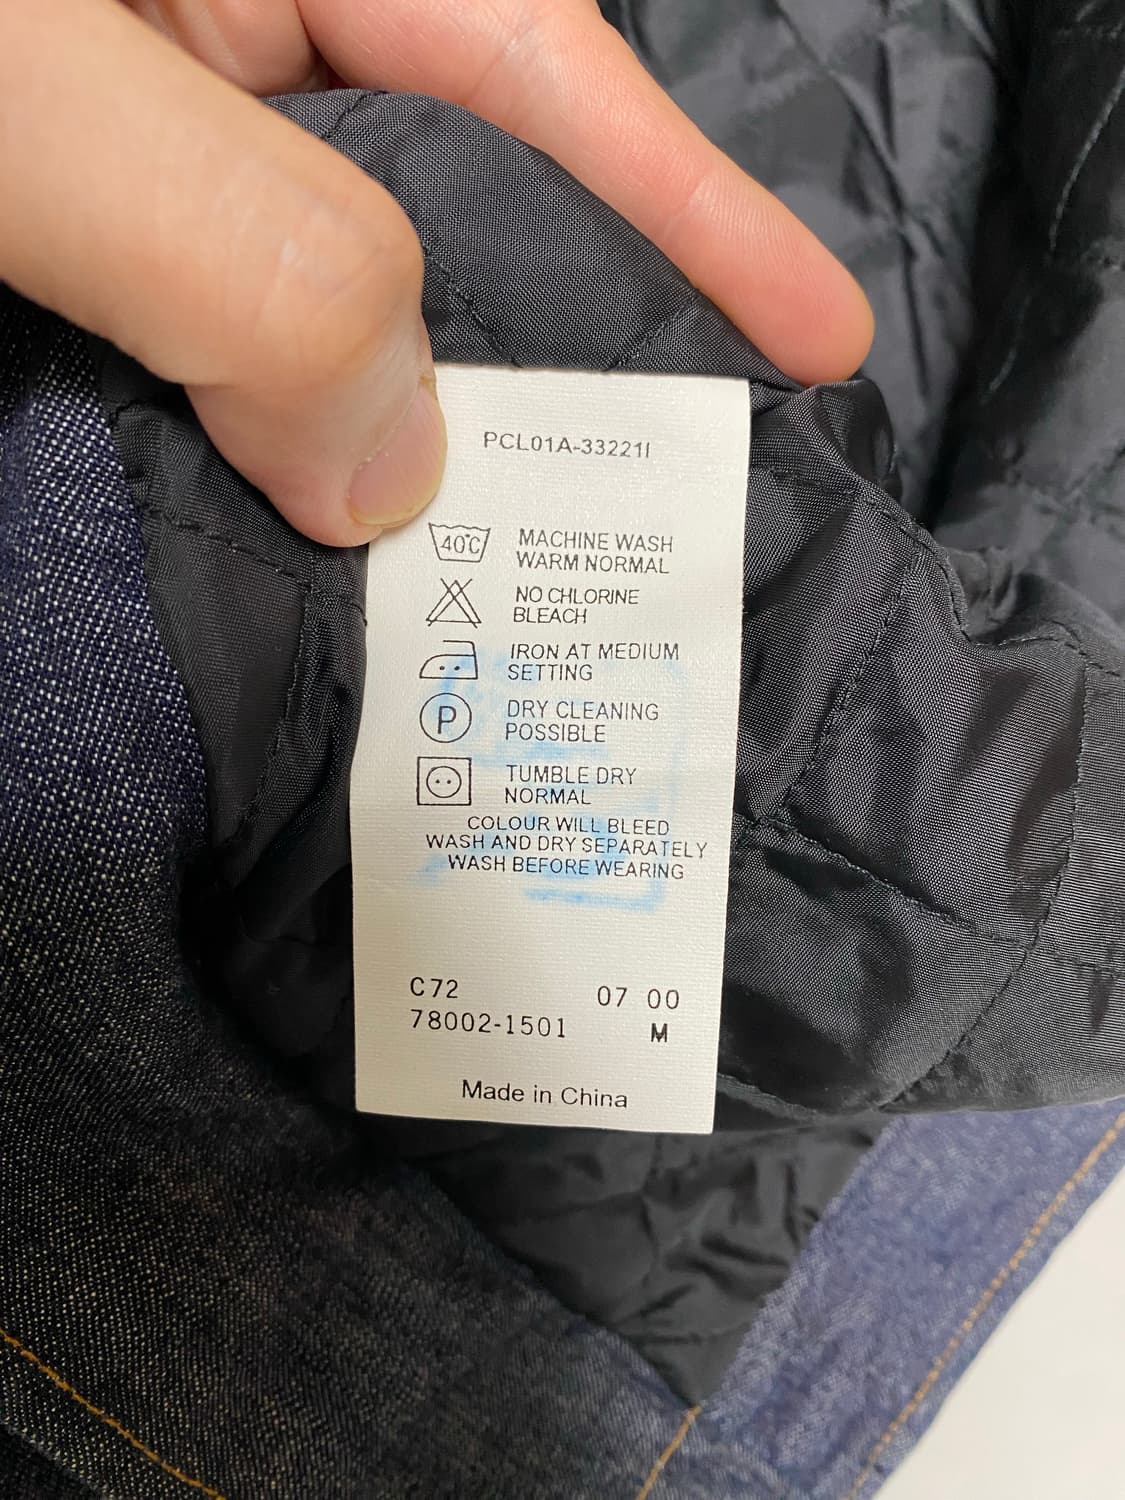 PCL01A-33221I
40°C
MACHINE WASH
WARM NORMAL
NO CHLORINE
BLEACH
IRON AT MEDIUM
SETTING
P
DRY CLEANING
POSSIBLE
TUMBLE DRY
NORMAL
COLOUR WILL BLEED
WASH AND DRY SEPARATELY
WASH BEFORE WEARING
C72 07 00
78002-1501 M
Made in China